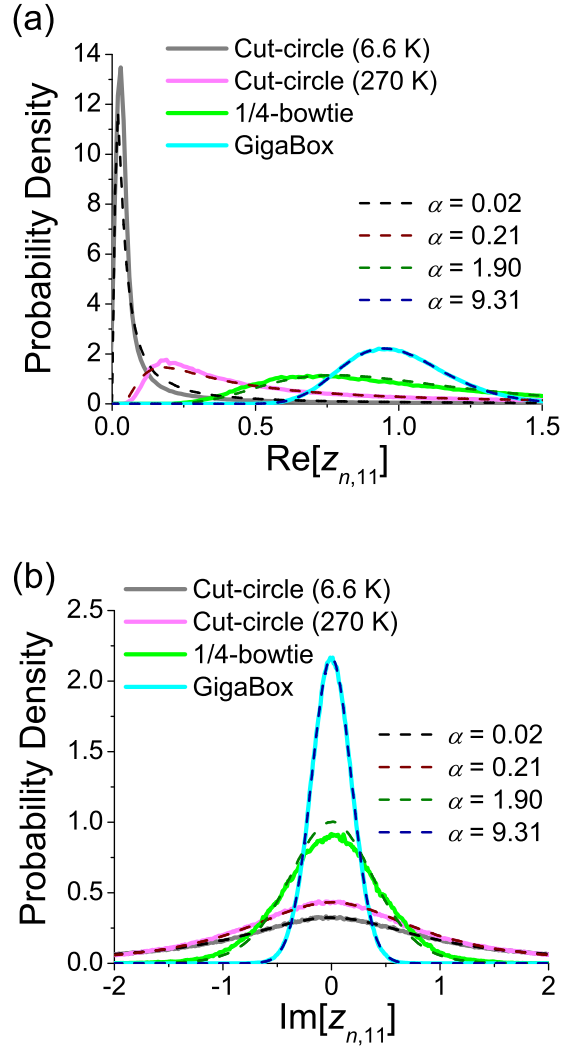 (a)
Cut-circle (6.6 K)
Cut-circle (270 K)
1/4-bowtie
GigaBox
α = 0.02
α = 0.21
α = 1.90
α = 9.31
Probability Density
14
12
10
8
6
4
2
0
0.0 0.5 1.0 1.5
Re[z_{n,11}]
(b)
Cut-circle (6.6 K)
Cut-circle (270 K)
1/4-bowtie
GigaBox
α = 0.02
α = 0.21
α = 1.90
α = 9.31
Probability Density
2.5
2.0
1.5
1.0
0.5
0.0
-2 -1 0 1 2
Im[z_{n,11}]